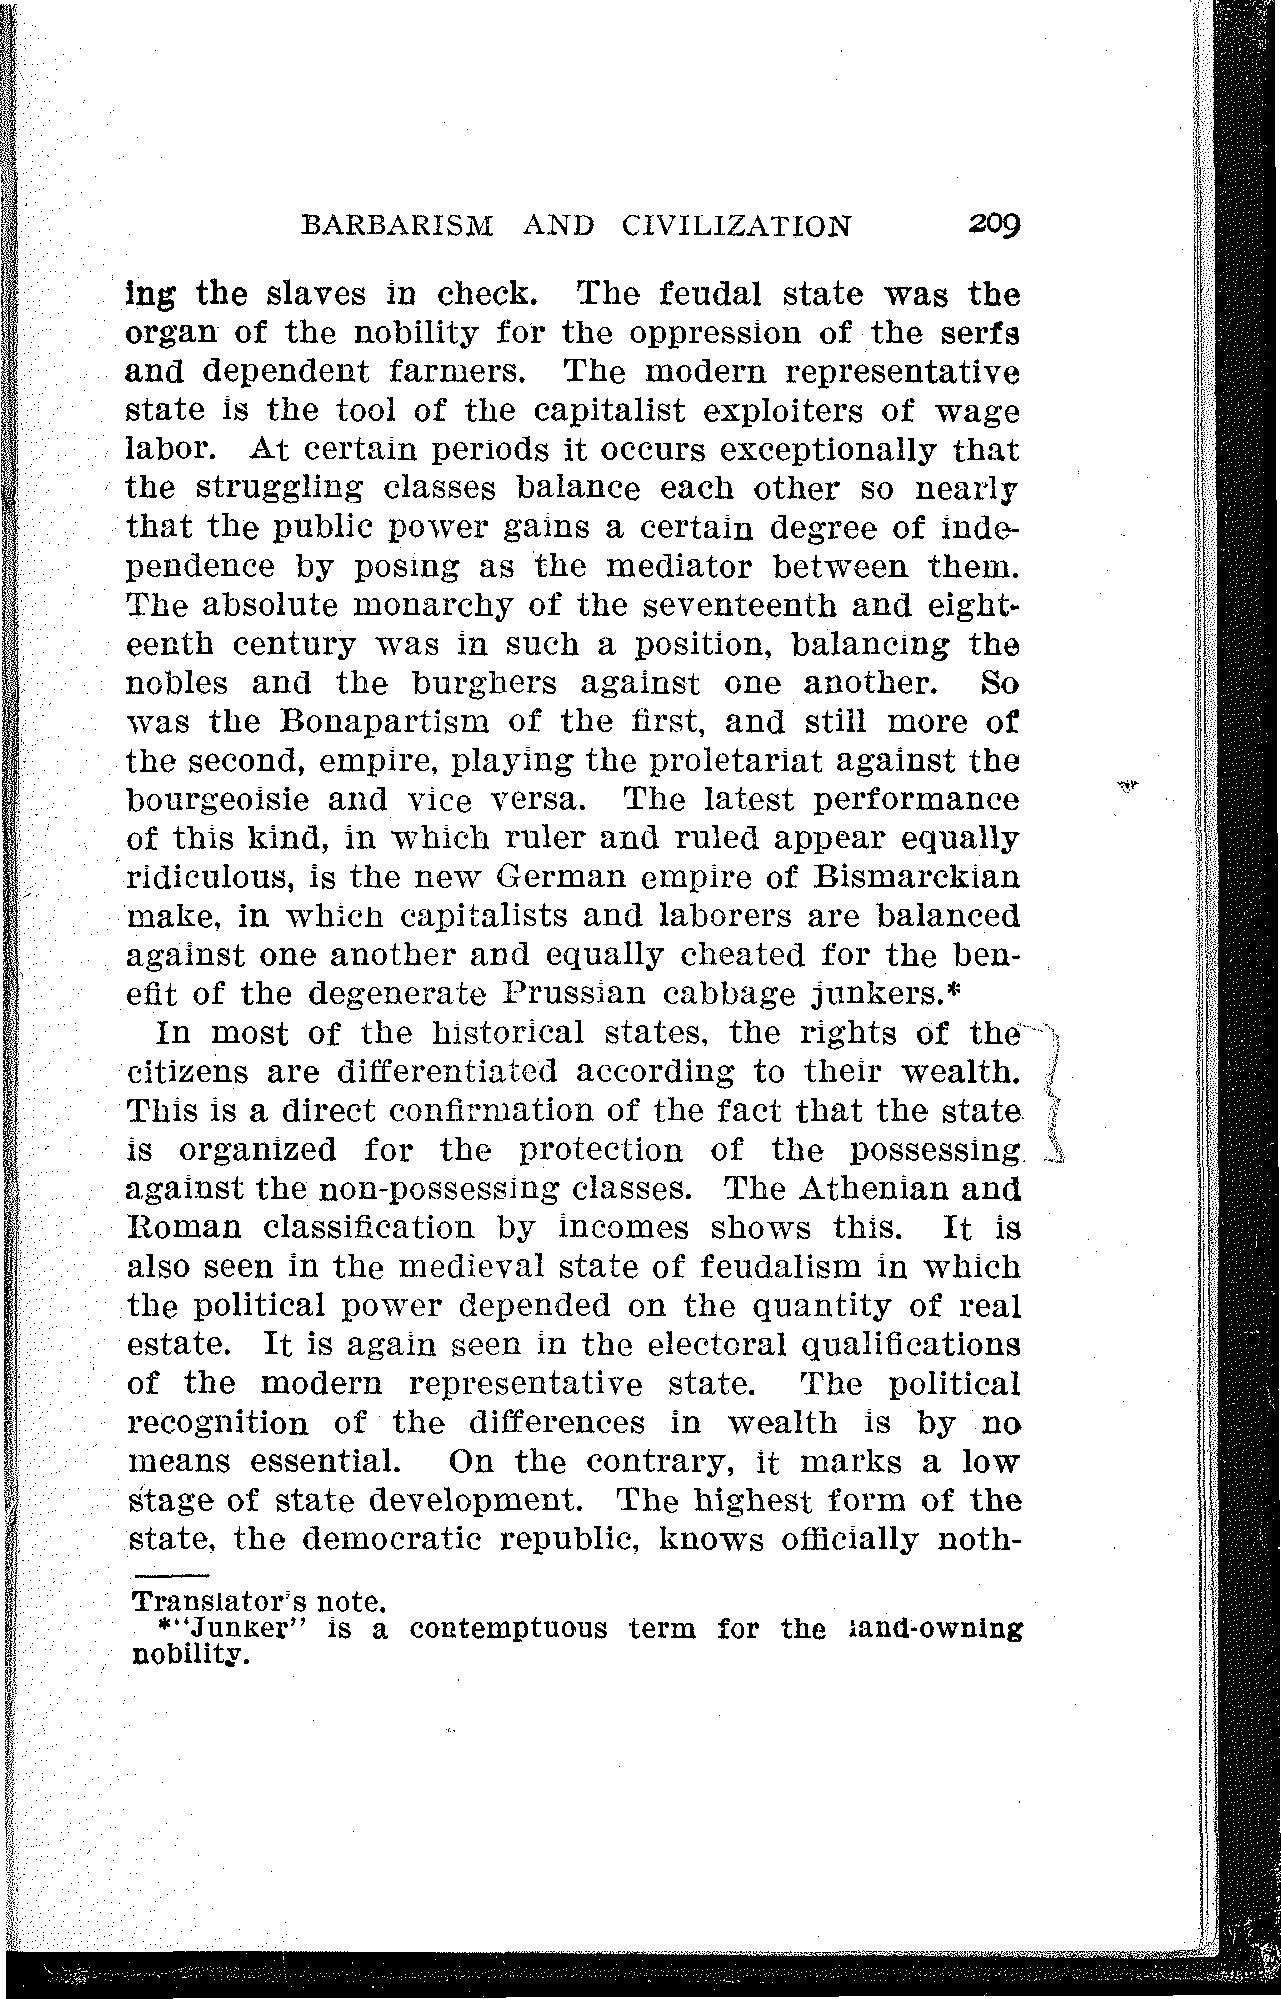 BARBARISM AND CIVILIZATION 209
ing the slaves in check. The feudal state was the
organ of the nobility for the oppression of the serfs
and dependent farmers. The modern representative
state is the tool of the capitalist exploiters of wage
labor. At certain periods it occurs exceptionally that
the struggling classes balance each other so nearly
that the public power gains a certain degree of inde-
pendence by posing as the mediator between them.
The absolute monarchy of the seventeenth and eight-
eenth century was in such a position, balancing the
nobles and the burghers against one another. So
was the Bonapartism of the first, and still more of
the second, empire, playing the proletariat against the
bourgeoisie and vice versa. The latest performance
of this kind, in which ruler and ruled appear equally
ridiculous, is the new German empire of Bismarckian
make, in which capitalists and laborers are balanced
against one another and equally cheated for the ben-
efit of the degenerate Prussian cabbage junkers.*
In most of the historical states, the rights of the
citizens are differentiated according to their wealth.
This is a direct confirmation of the fact that the state
is organized for the protection of the possessing
against the non-possessing classes. The Athenian and
Roman classification by incomes shows this. It is
also seen in the medieval state of feudalism in which
the political power depended on the quantity of real
estate. It is again seen in the electoral qualifications
of the modern representative state. The political
recognition of the differences in wealth is by no
means essential. On the contrary, it marks a low
stage of state development. The highest form of the
state, the democratic republic, knows officially noth-
Translator's note.
*"Junker" is a contemptuous term for the land-owning
nobility.